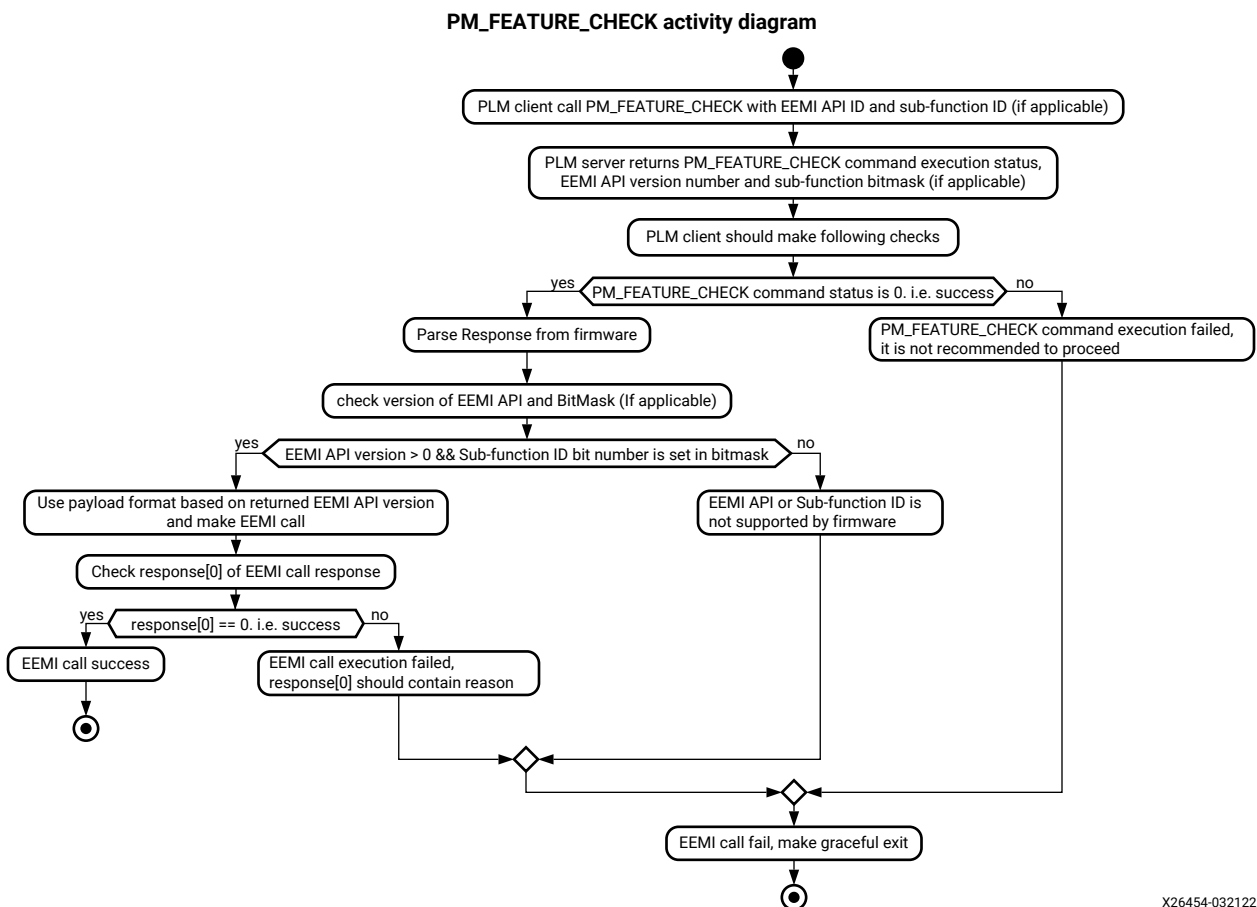 PM_FEATURE_CHECK activity diagram
PLM client call PM_FEATURE_CHECK with EEMI API ID and sub-function ID (if applicable)
PLM server returns PM_FEATURE_CHECK command execution status,
EEMI API version number and sub-function bitmask (if applicable)
PLM client should make following checks
yes
PM_FEATURE_CHECK command status is 0. i.e. success
no
Parse Response from firmware
PM_FEATURE_CHECK command execution failed,
it is not recommended to proceed
check version of EEMI API and BitMask (If applicable)
yes
EEMI API version > 0 && Sub-function ID bit number is set in bitmask
no
Use payload format based on returned EEMI API version
and make EEMI call
EEMI API or Sub-function ID is
not supported by firmware
Check response[0] of EEMI call response
yes
response[0] == 0. i.e. success
no
EEMI call success
EEMI call execution failed,
response[0] should contain reason
EEMI call fail, make graceful exit
X26454-032122